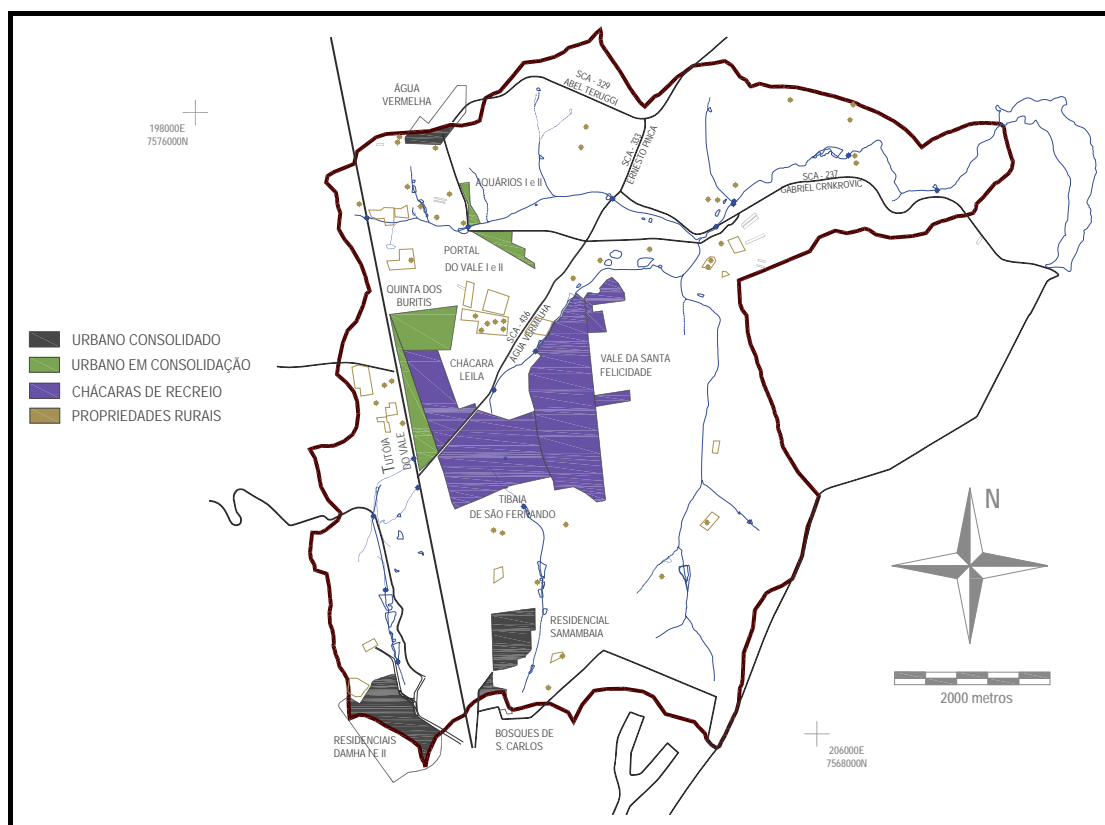 ÁGUA
VERMELHA
SCA - 329
ABEL TERUGGI
198000E
7576000N
SCA - 333
ERNESTO PINCA
AQUÁRIOS I e II
SCA - 237
GABRIEL CRNKROVIC
PORTAL
DO VALE I e II
QUINTA DOS
BURITIS
SCA - 436
ÁGUA VERMELHA
CHÁCARA
LEILA
VALE DA SANTA
FELICIDADE
URBANO CONSOLIDADO
URBANO EM CONSOLIDAÇÃO
CHÁCARAS DE RECREIO
PROPRIEDADES RURAIS
TUTÓIA
DO VALE
TIBAIA
DE SÃO FERNANDO
N
RESIDENCIAL
SAMAMBAIA
2000 metros
BOSQUES DE
S. CARLOS
RESIDENCIAIS
DAMHA I E II
206000E
7568000N